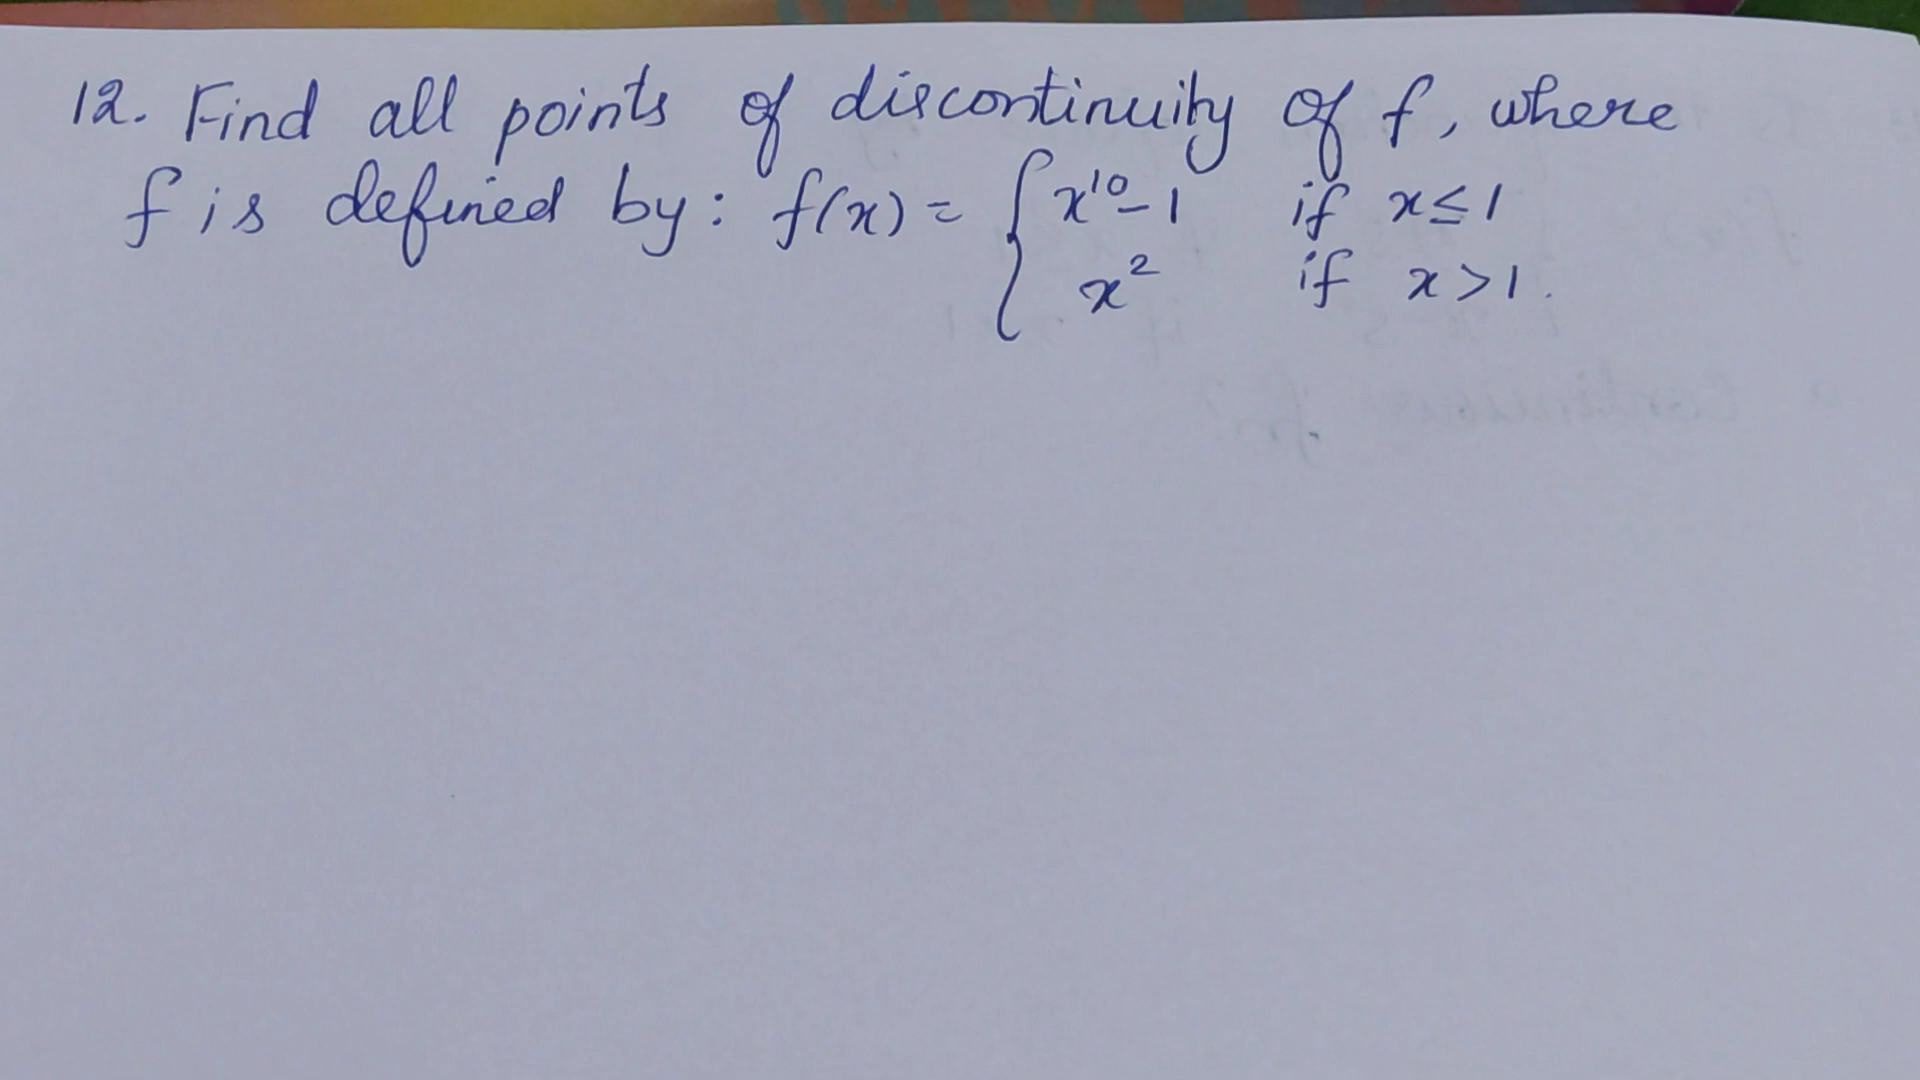 12. Find all points of discontinuity of f, where
f is defined by: f(x) = { x¹⁰-1 if x≤1
x² if x>1.